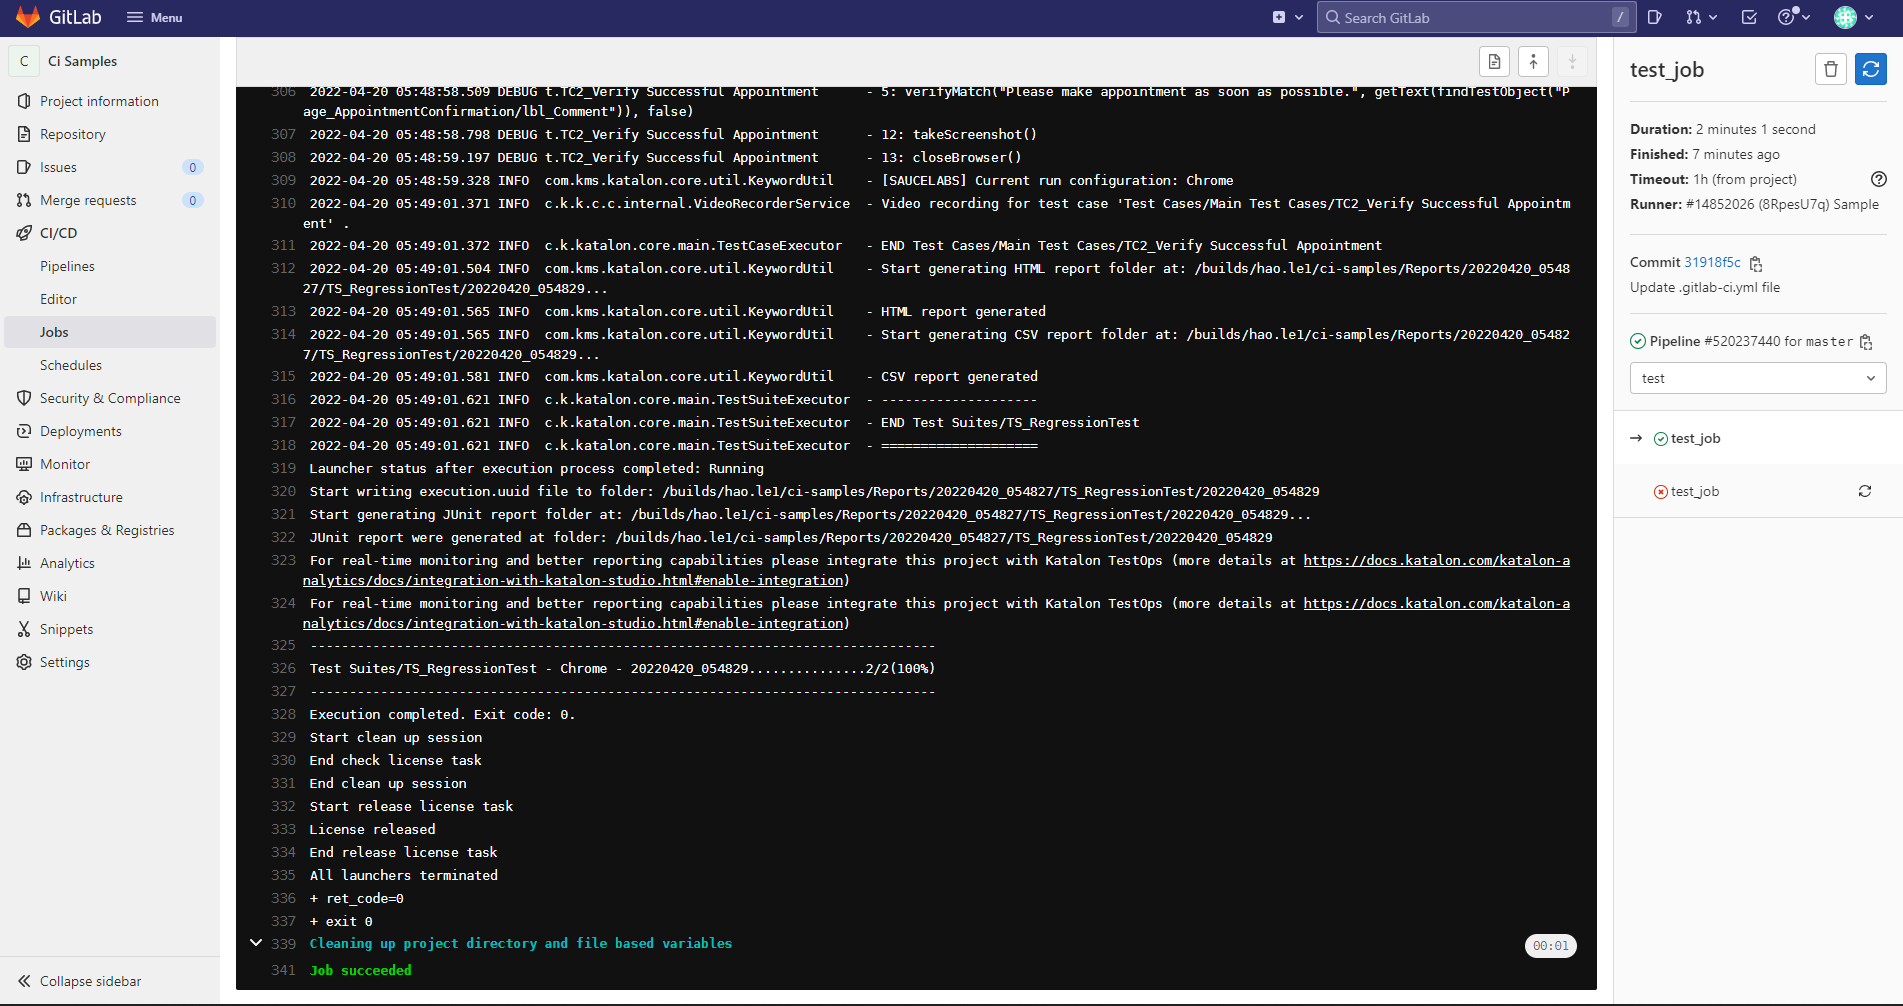 GitLab
Menu
Search GitLab
/
C
Ci Samples
Project information
Repository
Issues
0
Merge requests
0
CI/CD
Pipelines
Editor
Jobs
Schedules
Security & Compliance
Deployments
Monitor
Infrastructure
Packages & Registries
Analytics
Wiki
Snippets
Settings
Collapse sidebar
306 2022-04-20 05:48:58.509 DEBUG t.TC2_Verify Successful Appointment - 5: verifyMatch("Please make appointment as soon as possible.", getText(findTestObject("P
age_AppointmentConfirmation/lbl_Comment")), false)
307 2022-04-20 05:48:58.798 DEBUG t.TC2_Verify Successful Appointment - 12: takeScreenshot()
308 2022-04-20 05:48:59.197 DEBUG t.TC2_Verify Successful Appointment - 13: closeBrowser()
309 2022-04-20 05:48:59.328 INFO com.kms.katalon.core.util.KeywordUtil - [SAUCELABS] Current run configuration: Chrome
310 2022-04-20 05:49:01.371 INFO c.k.k.c.c.internal.VideoRecorderService - Video recording for test case 'Test Cases/Main Test Cases/TC2_Verify Successful Appointm
ent' .
311 2022-04-20 05:49:01.372 INFO c.k.katalon.core.main.TestCaseExecutor - END Test Cases/Main Test Cases/TC2_Verify Successful Appointment
312 2022-04-20 05:49:01.504 INFO com.kms.katalon.core.util.KeywordUtil - Start generating HTML report folder at: /builds/hao.le1/ci-samples/Reports/20220420_0548
27/TS_RegressionTest/20220420_054829...
313 2022-04-20 05:49:01.565 INFO com.kms.katalon.core.util.KeywordUtil - HTML report generated
314 2022-04-20 05:49:01.565 INFO com.kms.katalon.core.util.KeywordUtil - Start generating CSV report folder at: /builds/hao.le1/ci-samples/Reports/20220420_05482
7/TS_RegressionTest/20220420_054829...
315 2022-04-20 05:49:01.581 INFO com.kms.katalon.core.util.KeywordUtil - CSV report generated
316 2022-04-20 05:49:01.621 INFO c.k.katalon.core.main.TestSuiteExecutor - --------------------
317 2022-04-20 05:49:01.621 INFO c.k.katalon.core.main.TestSuiteExecutor - END Test Suites/TS_RegressionTest
318 2022-04-20 05:49:01.621 INFO c.k.katalon.core.main.TestSuiteExecutor - ====================
319 Launcher status after execution process completed: Running
320 Start writing execution.uuid file to folder: /builds/hao.le1/ci-samples/Reports/20220420_054827/TS_RegressionTest/20220420_054829
321 Start generating JUnit report folder at: /builds/hao.le1/ci-samples/Reports/20220420_054827/TS_RegressionTest/20220420_054829...
322 JUnit report were generated at folder: /builds/hao.le1/ci-samples/Reports/20220420_054827/TS_RegressionTest/20220420_054829
323 For real-time monitoring and better reporting capabilities please integrate this project with Katalon TestOps (more details at https://docs.katalon.com/katalon-a
nalytics/docs/integration-with-katalon-studio.html#enable-integration)
324 For real-time monitoring and better reporting capabilities please integrate this project with Katalon TestOps (more details at https://docs.katalon.com/katalon-a
nalytics/docs/integration-with-katalon-studio.html#enable-integration)
325 --------------------------------------------------------------------------------
326 Test Suites/TS_RegressionTest - Chrome - 20220420_054829...............2/2(100%)
327 --------------------------------------------------------------------------------
328 Execution completed. Exit code: 0.
329 Start clean up session
330 End check license task
331 End clean up session
332 Start release license task
333 License released
334 End release license task
335 All launchers terminated
336 + ret_code=0
337 + exit 0
339 Cleaning up project directory and file based variables
00:01
341 Job succeeded
test_job
Duration: 2 minutes 1 second
Finished: 7 minutes ago
Timeout: 1h (from project)
Runner: #14852026 (8RpesU7q) Sample
Commit 31918f5c
Update .gitlab-ci.yml file
Pipeline #520237440 for master
test
→ test_job
test_job